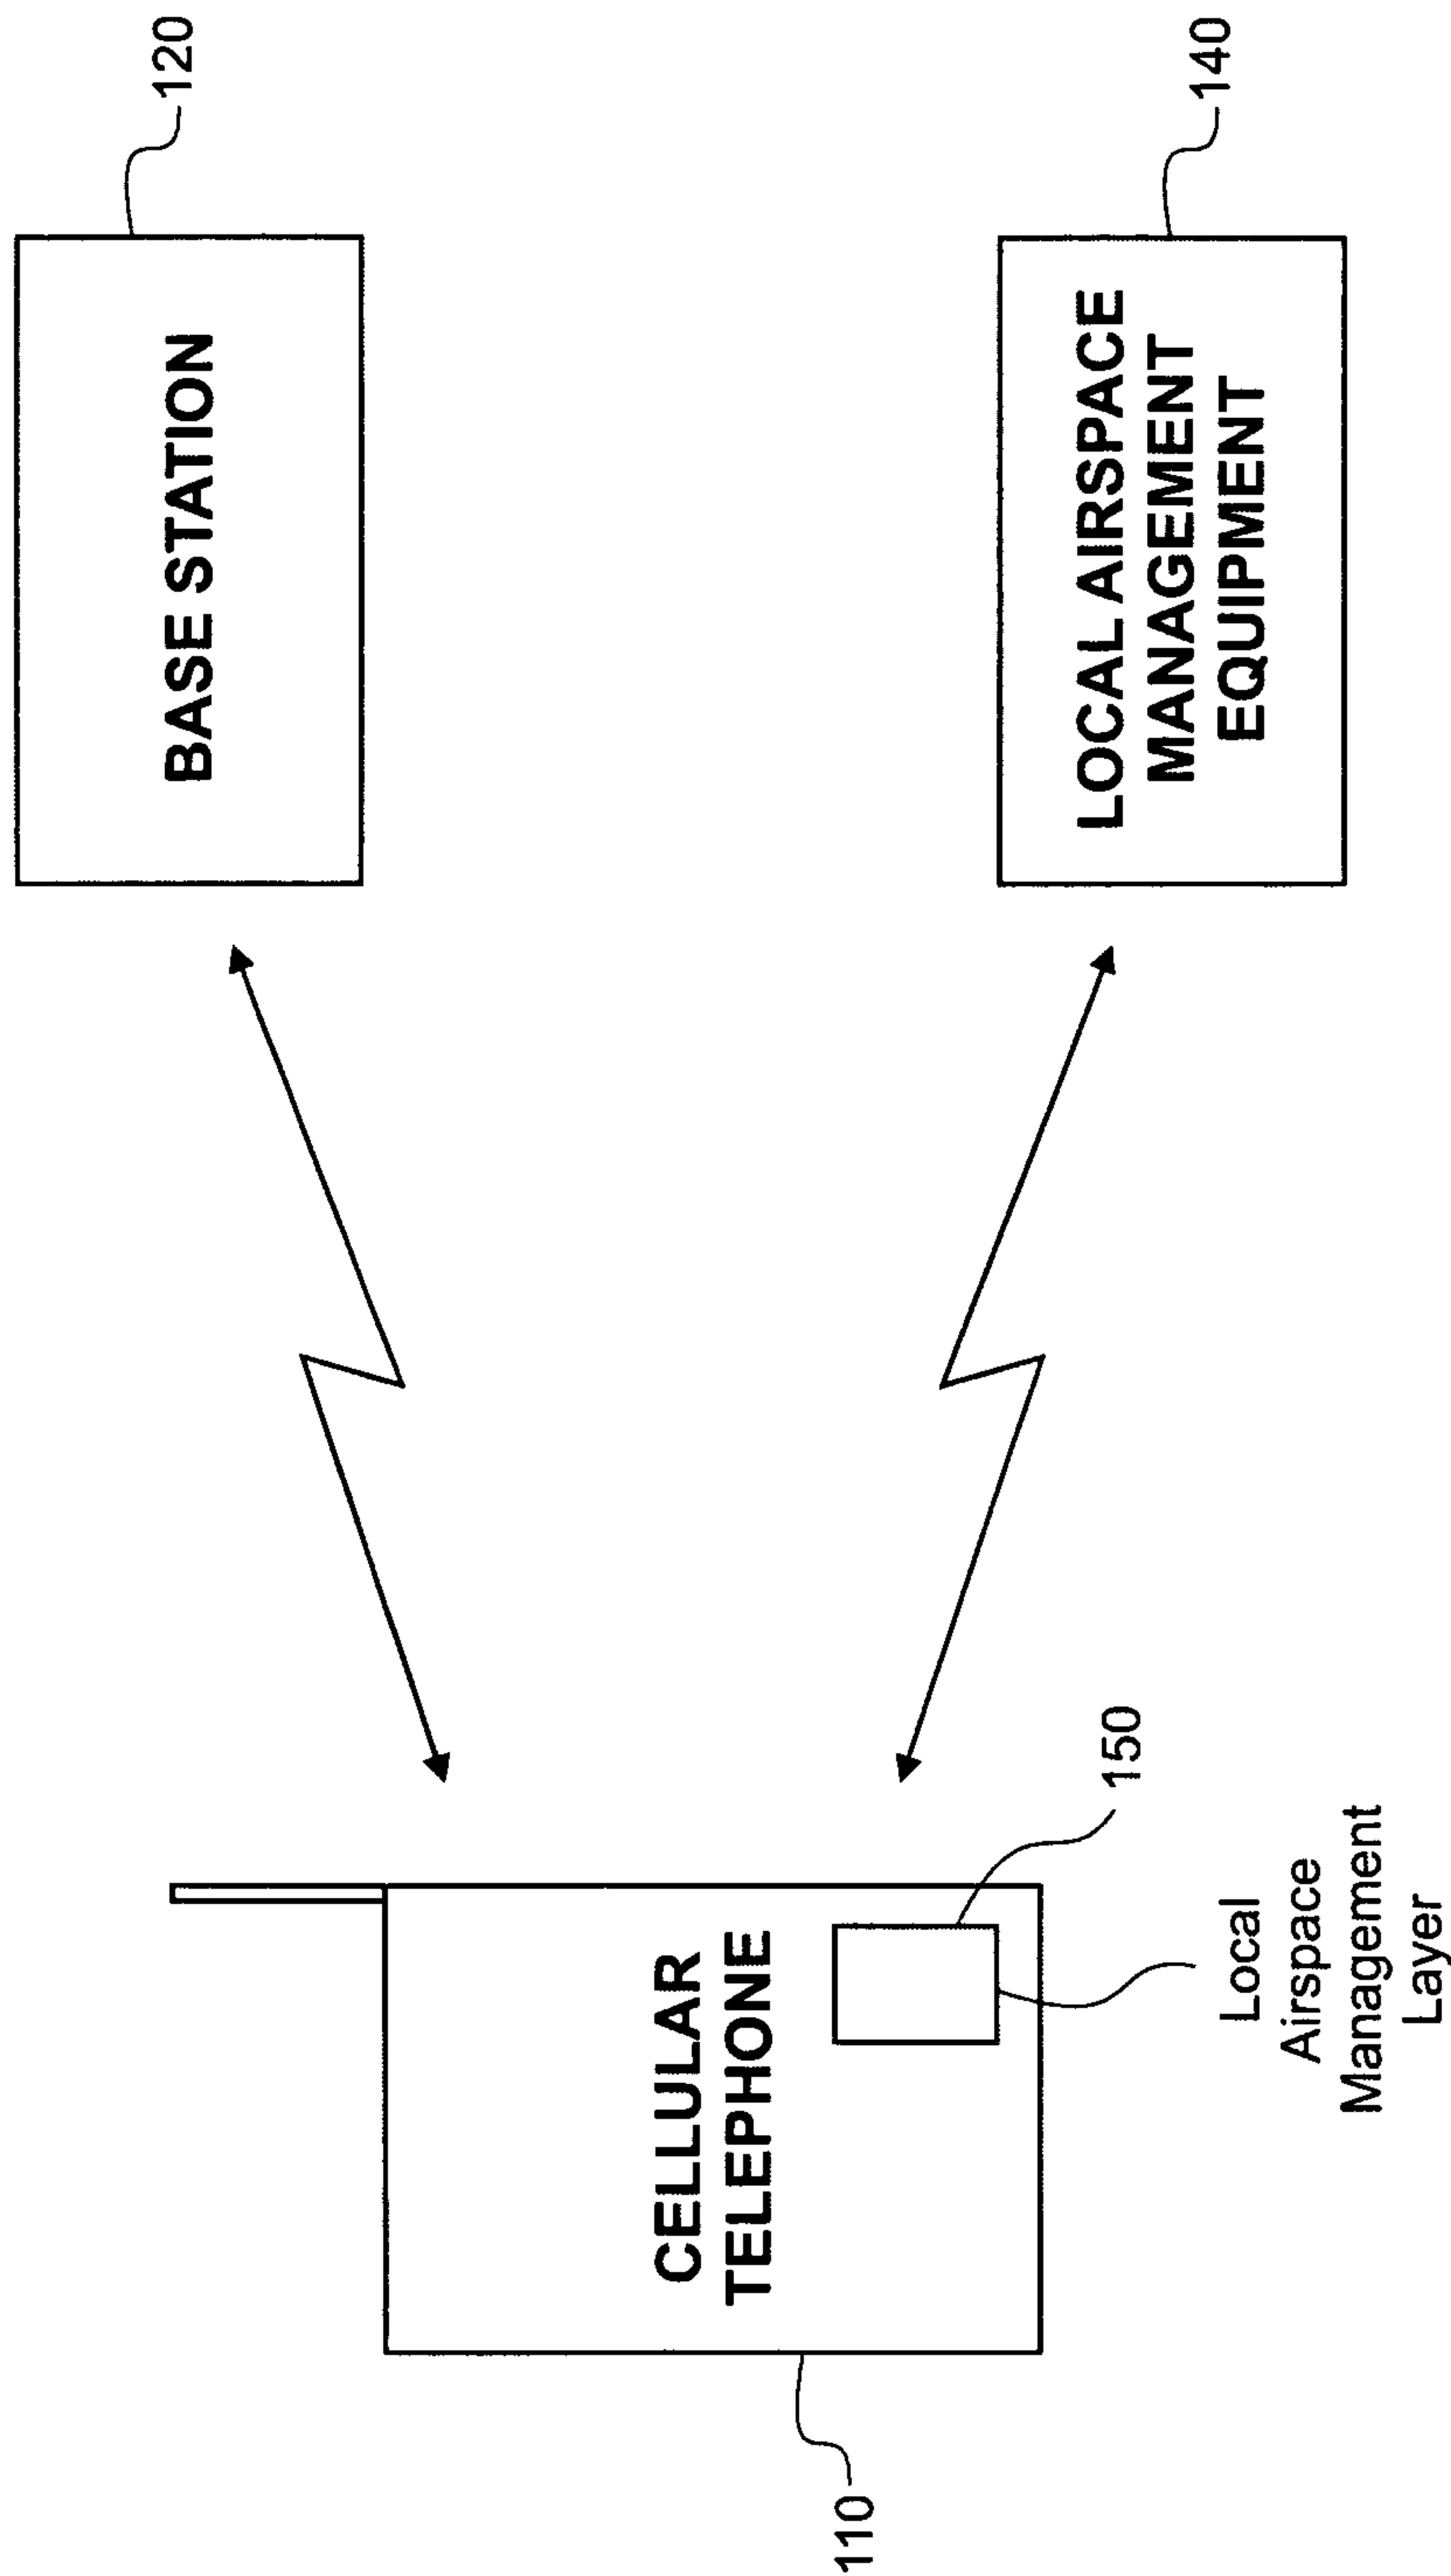 120
BASE STATION
140
LOCAL AIRSPACE
MANAGEMENT
EQUIPMENT
CELLULAR
TELEPHONE
150
Local
Airspace
Management
Layer
110